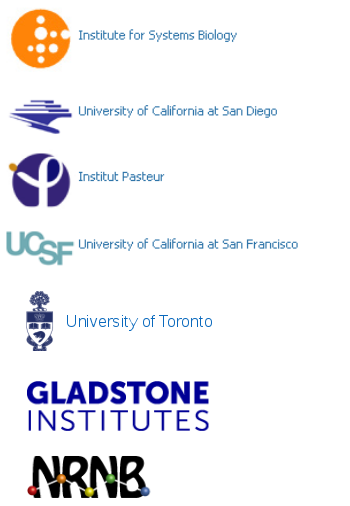 Institute for Systems Biology
University of California at San Diego
Institut Pasteur
UCSF University of California at San Francisco
University of Toronto
GLADSTONE
INSTITUTES
NRNB